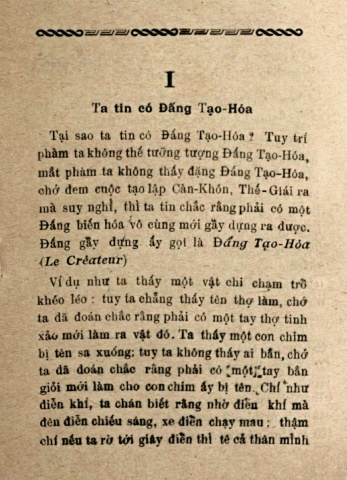 I
Ta tin có Đấng Tạo-Hóa
Tại sao ta tin có Đấng Tạo-Hóa? Tuy trí
phàm ta không thế tưởng tượng Đấng Tạo-Hóa,
mắt phàm ta không thấy đặng Đấng Tạo-Hóa,
chớ đem cuộc tạo lập Càn-Khôn, Thế-Giái ra
mà suy nghỉ, thì ta tin chắc rằng phải có một
Đấng biến hóa vô cùng mới gầy dựng ra được.
Đấng gầy dựng ấy gọi là Đấng Tạo-Hóa
(Le Créateur)
Ví dụ như ta thấy một vật chi chạm trỗ
khéo léo: tuy ta chẳng thấy tên thợ làm, chớ
ta đã đoán chắc rằng phải có một tay thợ tinh
xảo mới làm ra vật đó. Ta thấy một con chim
bị tên sa xuống; tuy ta không thấy ai bắn, chớ
ta đã đoán chắc rằng phải có một tay bắn
giỏi mới làm cho con chim ấy bị tên. Chí như
điển khí, ta chán biết rằng nhờ điển khí mà
đèn điển chiếu sáng, xe điển chạy mau; thậm
chí nếu ta rờ tới giây điển thì tê cả thân mình